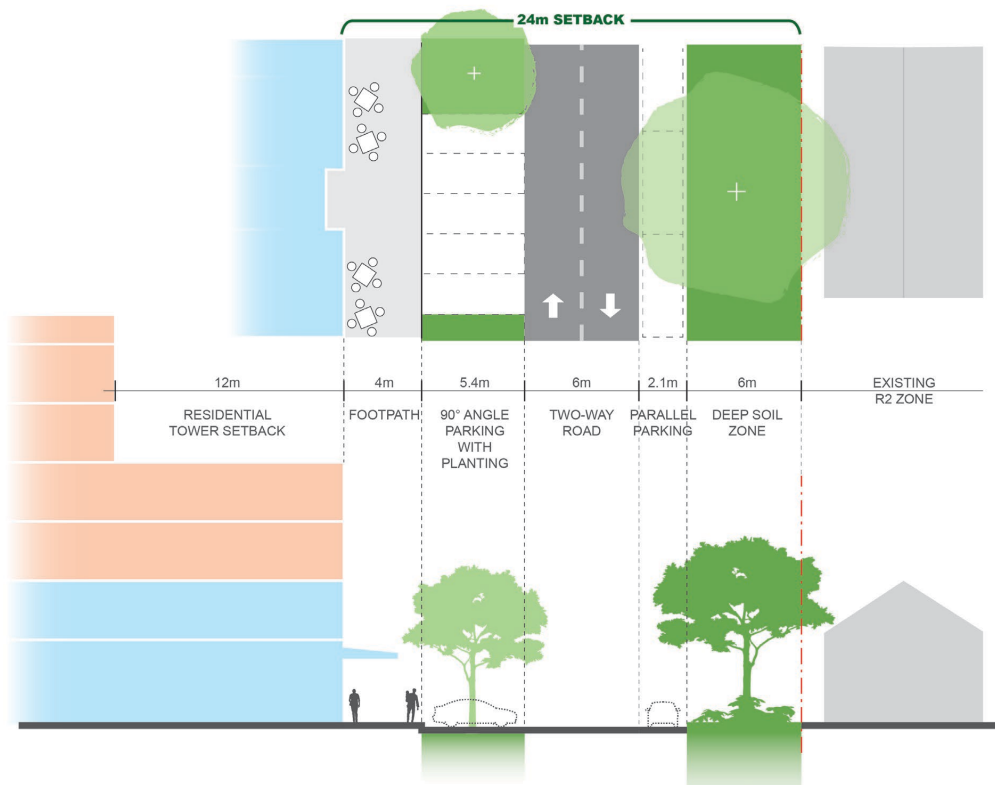 24m SETBACK
12m
4m
5.4m
6m
2.1m
6m
EXISTING
R2 ZONE
RESIDENTIAL
TOWER SETBACK
FOOTPATH
90° ANGLE
PARKING
WITH
PLANTING
TWO-WAY
ROAD
PARALLEL
PARKING
DEEP SOIL
ZONE